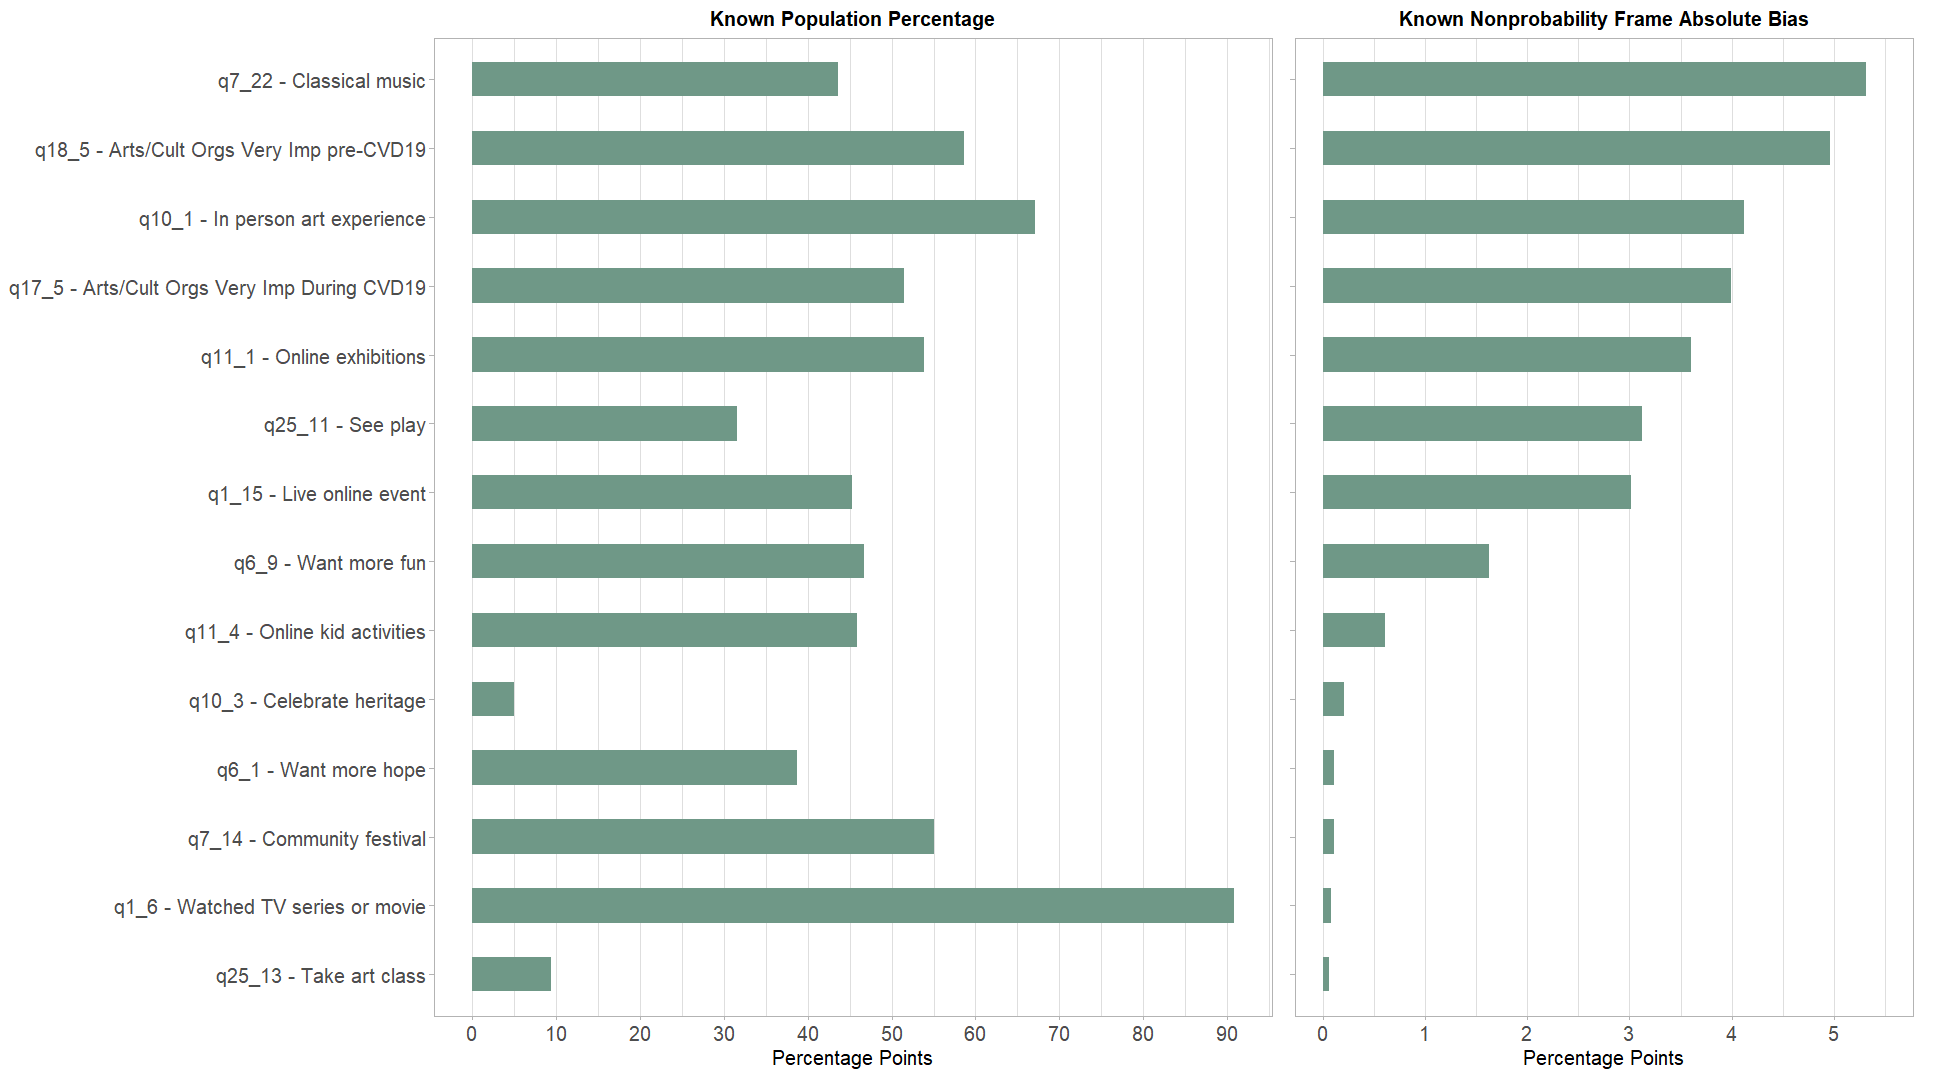 Known Population Percentage
Known Nonprobability Frame Absolute Bias
q7_22 - Classical music
q18_5 - Arts/Cult Orgs Very Imp pre-CVD19
q10_1 - In person art experience
q17_5 - Arts/Cult Orgs Very Imp During CVD19
q11_1 - Online exhibitions
q25_11 - See play
q1_15 - Live online event
q6_9 - Want more fun
q11_4 - Online kid activities
q10_3 - Celebrate heritage
q6_1 - Want more hope
q7_14 - Community festival
q1_6 - Watched TV series or movie
q25_13 - Take art class
0 10 20 30 40 50 60 70 80 90
Percentage Points
0 1 2 3 4 5
Percentage Points